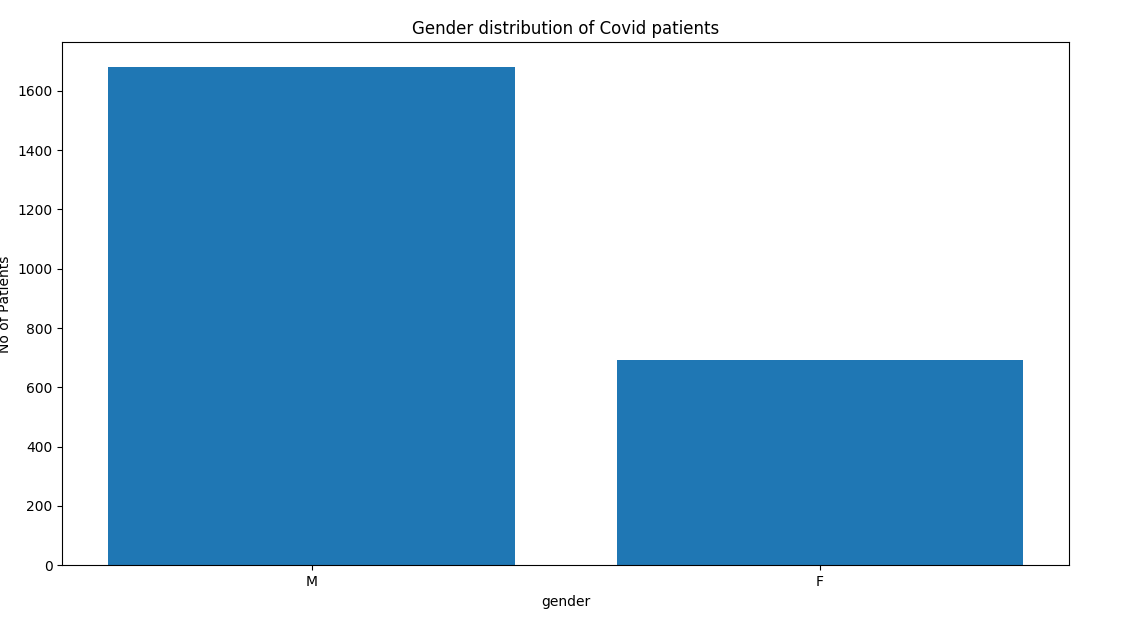 Gender distribution of Covid patients
No of Patients
1600
1400
1200
1000
800
600
400
200
0
M
F
gender